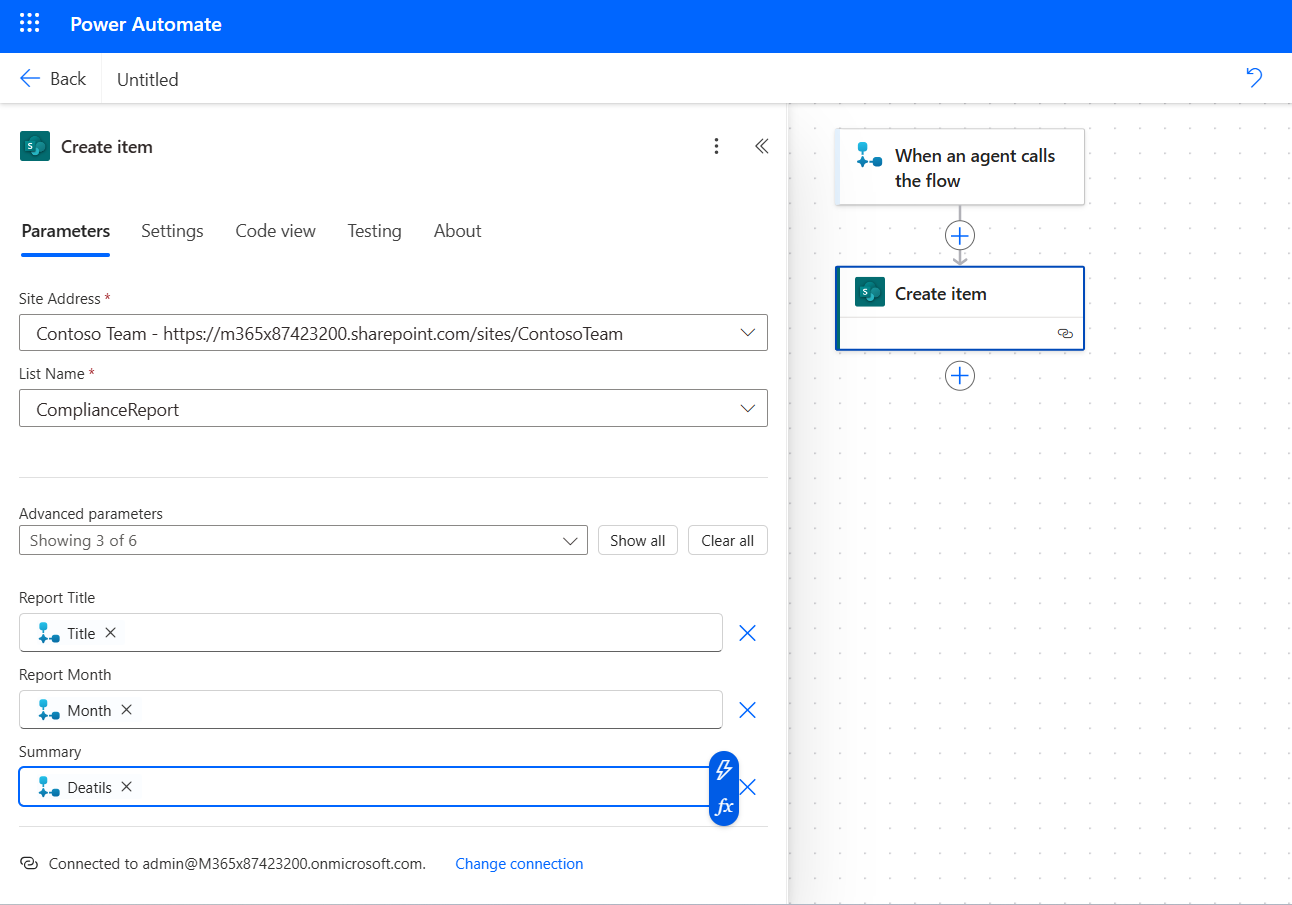 Power Automate
Back
Untitled
Create item
Parameters
Settings
Code view
Testing
About
Site Address *
Contoso Team - https://m365x87423200.sharepoint.com/sites/ContosoTeam
List Name *
ComplianceReport
Advanced parameters
Showing 3 of 6
Show all
Clear all
Report Title
Title
Report Month
Month
Summary
Deatils
fx
Connected to admin@M365x87423200.onmicrosoft.com.
Change connection
When an agent calls
the flow
Create item